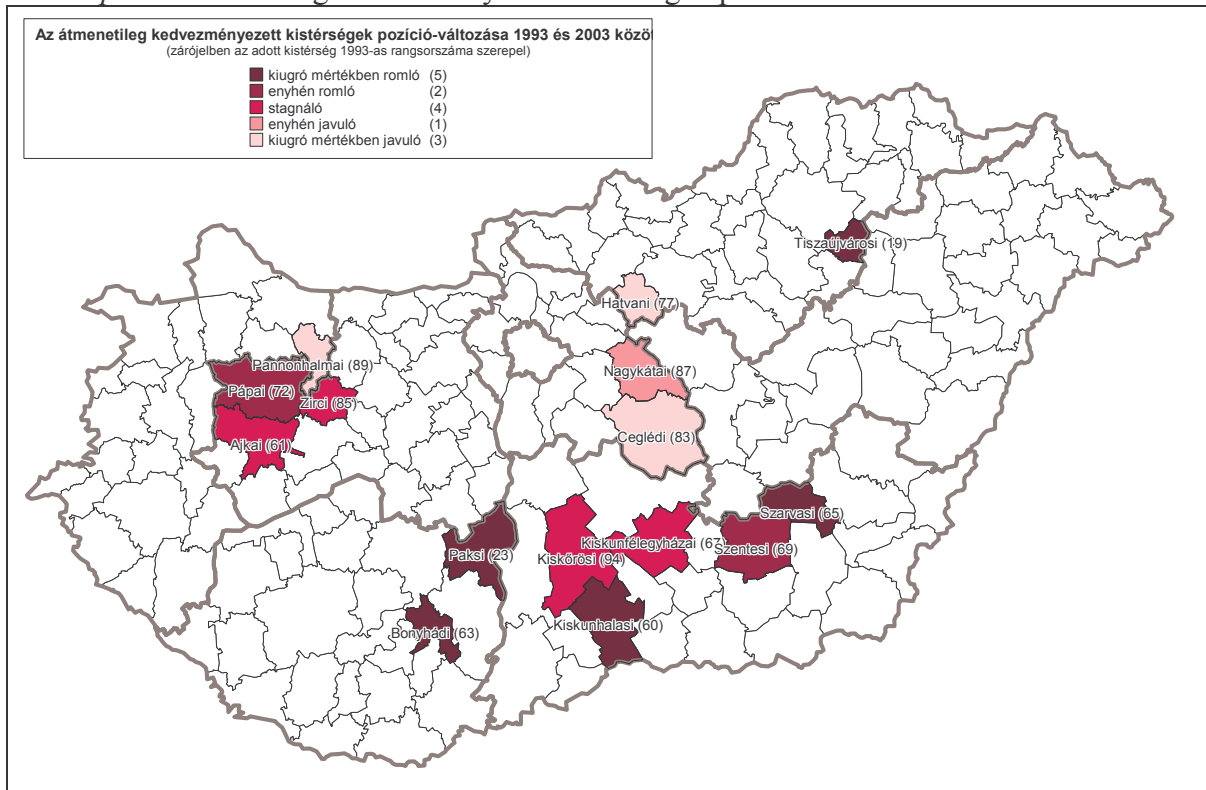 Az átmenetileg kedvezményezett kistérségek pozíció-változása 1993 és 2003 közöt
(zárójelben az adott kistérség 1993-as rangsorszáma szerepel)
kiugró mértékben romló (5)
enyhén romló (2)
stagnáló (4)
enyhén javuló (1)
kiugró mértékben javuló (3)
Tiszaújvárosi (19)
Hatvani (77)
Pannonhalmai (89)
Nagykátai (87)
Pápai (72)
Zirci (85)
Ceglédi (83)
Ajkai (61)
Szarvasi (65)
Kiskunfélegyházai (67)
Szentesi (69)
Paksi (23)
Kiskőrösi (94)
Kiskunhalasi (60)
Bonyhádi (63)